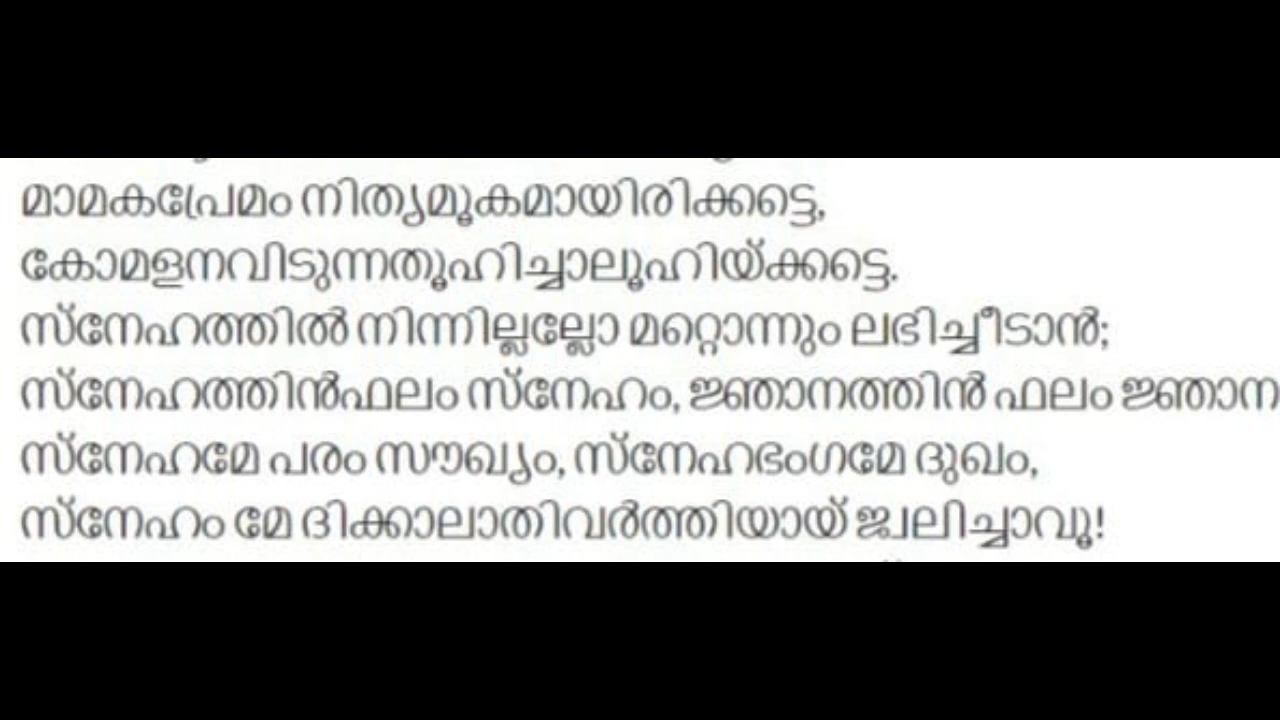 മാമകപ്രേമം നിത്യമൂകമായിരിക്കട്ടെ,
കോമളനവിടുന്നതൂഹിച്ചാലൂഹിയ്ക്കട്ടെ.
സ്നേഹത്തിൽ നിന്നില്ലല്ലോ മറ്റൊന്നും ലഭിച്ചീടാൻ;
സ്നേഹത്തിൻഫലം സ്നേഹം, ജ്ഞാനത്തിൻ ഫലം ജ്ഞാന
സ്നേഹമേ പരം സൗഖ്യം, സ്നേഹഭംഗമേ ദുഖം,
സ്നേഹം മേ ദിക്കാലാതിവർത്തിയായ് ജ്വലിച്ചാവൂ!